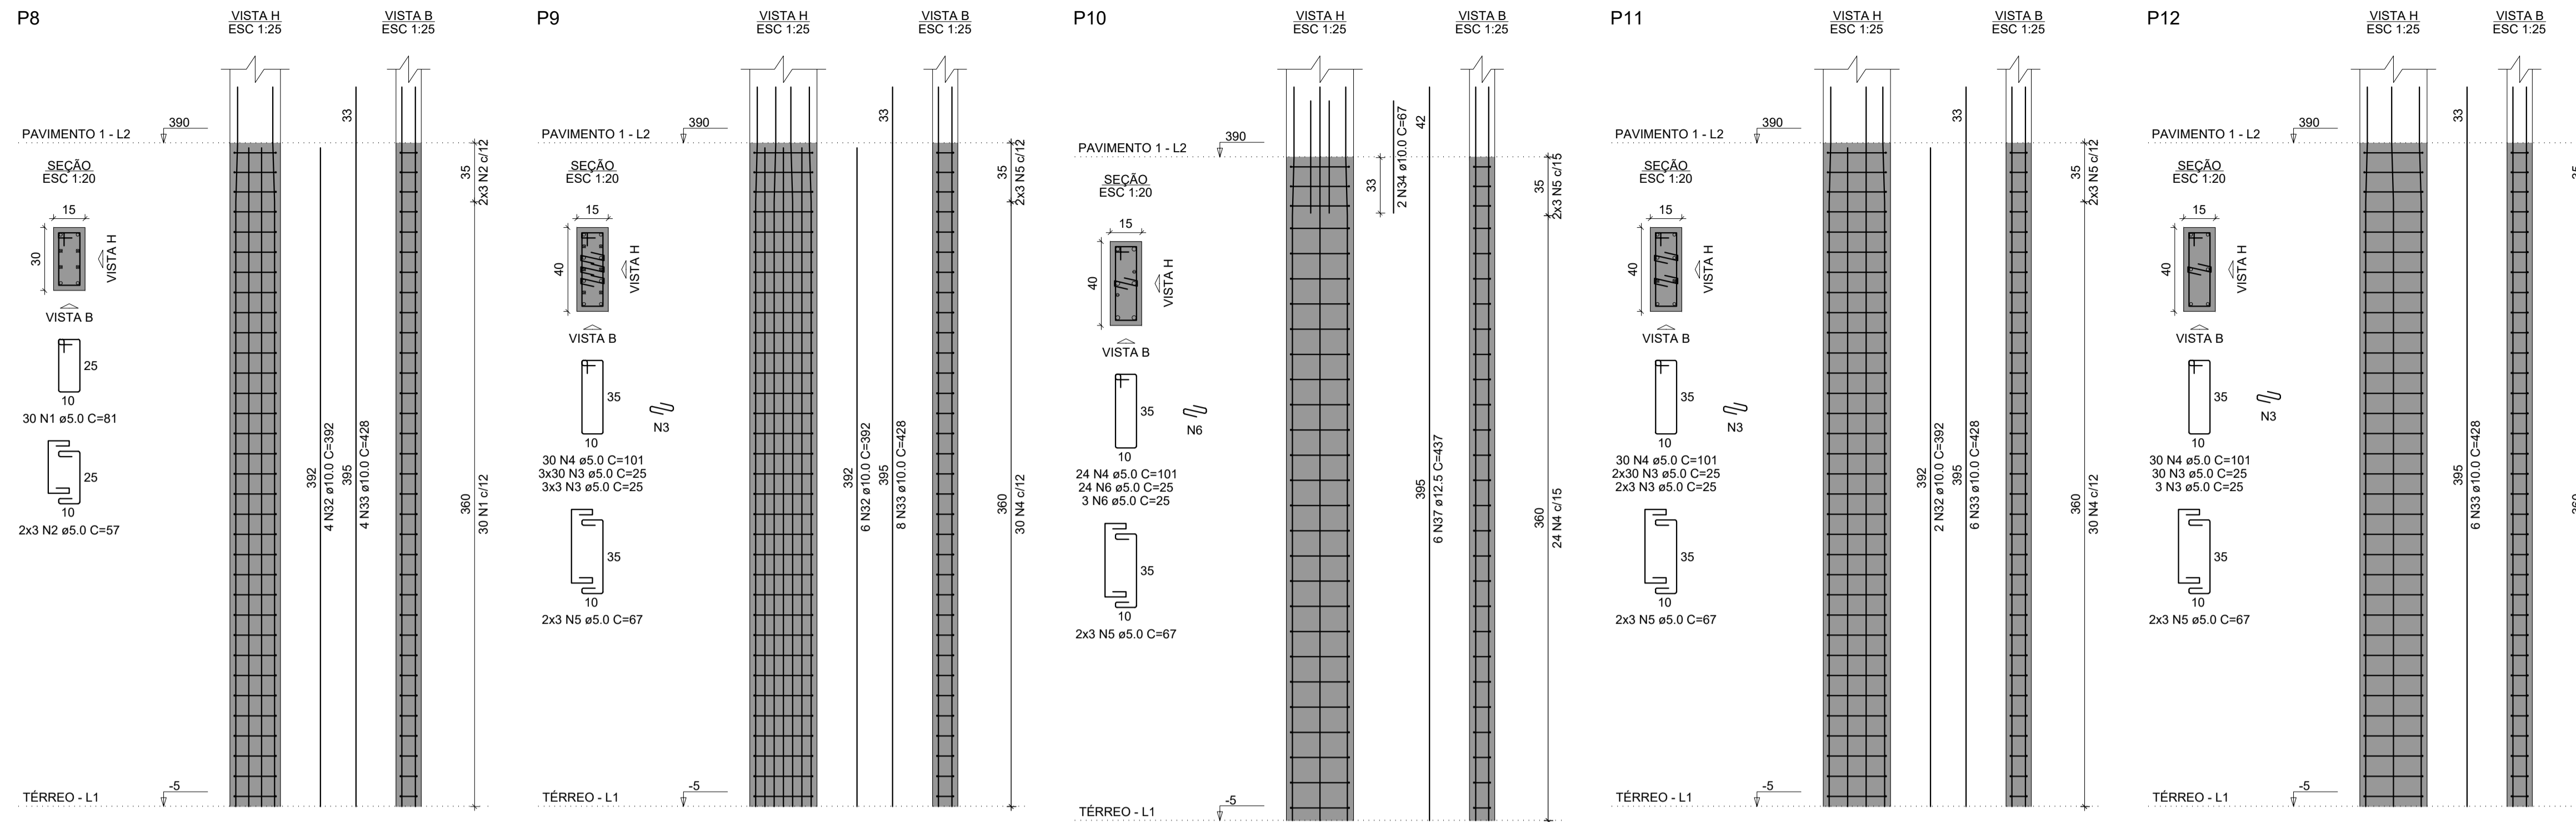 P8
VISTA H
ESC 1:25
VISTA B
ESC 1:25
33
390
PAVIMENTO 1 - L2
SEÇÃO
ESC 1:20
15
30
VISTA H
VISTA B
25
10
30 N1 ø5.0 C=81
25
10
2x3 N2 ø5.0 C=57
392
4 N32 ø10.0 C=392
395
4 N33 ø10.0 C=428
35
2x3 N2 c/12
360
30 N1 c/12
-5
TÉRREO - L1
P9
VISTA H
ESC 1:25
VISTA B
ESC 1:25
33
390
PAVIMENTO 1 - L2
SEÇÃO
ESC 1:20
15
40
VISTA H
VISTA B
35
10
N3
30 N4 ø5.0 C=101
3x30 N3 ø5.0 C=25
3x3 N3 ø5.0 C=25
35
10
2x3 N5 ø5.0 C=67
392
6 N32 ø10.0 C=392
395
8 N33 ø10.0 C=428
35
2x3 N5 c/12
360
30 N4 c/12
-5
TÉRREO - L1
P10
VISTA H
ESC 1:25
VISTA B
ESC 1:25
390
PAVIMENTO 1 - L2
SEÇÃO
ESC 1:20
15
40
VISTA H
VISTA B
35
10
N6
24 N4 ø5.0 C=101
24 N6 ø5.0 C=25
3 N6 ø5.0 C=25
35
10
2x3 N5 ø5.0 C=67
33
2 N34 ø10.0 C=67
42
395
6 N37 ø12.5 C=437
35
2x3 N5 c/15
360
24 N4 c/15
-5
TÉRREO - L1
P11
VISTA H
ESC 1:25
VISTA B
ESC 1:25
33
390
PAVIMENTO 1 - L2
SEÇÃO
ESC 1:20
15
40
VISTA H
VISTA B
35
10
N3
30 N4 ø5.0 C=101
2x30 N3 ø5.0 C=25
2x3 N3 ø5.0 C=25
35
10
2x3 N5 ø5.0 C=67
392
2 N32 ø10.0 C=392
395
6 N33 ø10.0 C=428
35
2x3 N5 c/12
360
30 N4 c/12
-5
TÉRREO - L1
P12
VISTA H
ESC 1:25
VISTA B
ESC 1:25
33
390
PAVIMENTO 1 - L2
SEÇÃO
ESC 1:20
15
40
VISTA H
VISTA B
35
10
N3
30 N4 ø5.0 C=101
30 N3 ø5.0 C=25
3 N3 ø5.0 C=25
35
10
2x3 N5 ø5.0 C=67
395
6 N33 ø10.0 C=428
-5
TÉRREO - L1